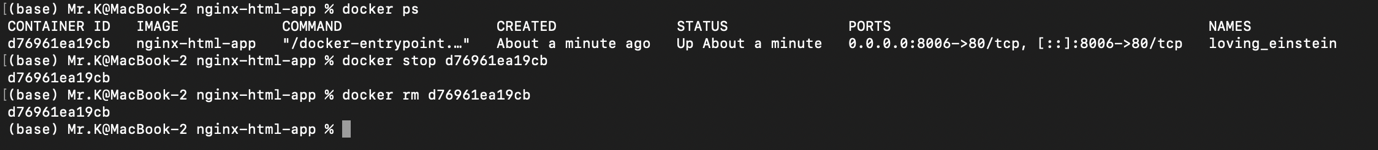 [(base) Mr.K@MacBook-2 nginx-html-app % docker ps
CONTAINER ID   IMAGE            COMMAND                  CREATED              STATUS              PORTS                                     NAMES
d76961ea19cb   nginx-html-app   "/docker-entrypoint.…"   About a minute ago   Up About a minute   0.0.0.0:8006->80/tcp, [::]:8006->80/tcp   loving_einstein
[(base) Mr.K@MacBook-2 nginx-html-app % docker stop d76961ea19cb
d76961ea19cb
[(base) Mr.K@MacBook-2 nginx-html-app % docker rm d76961ea19cb
d76961ea19cb
(base) Mr.K@MacBook-2 nginx-html-app %